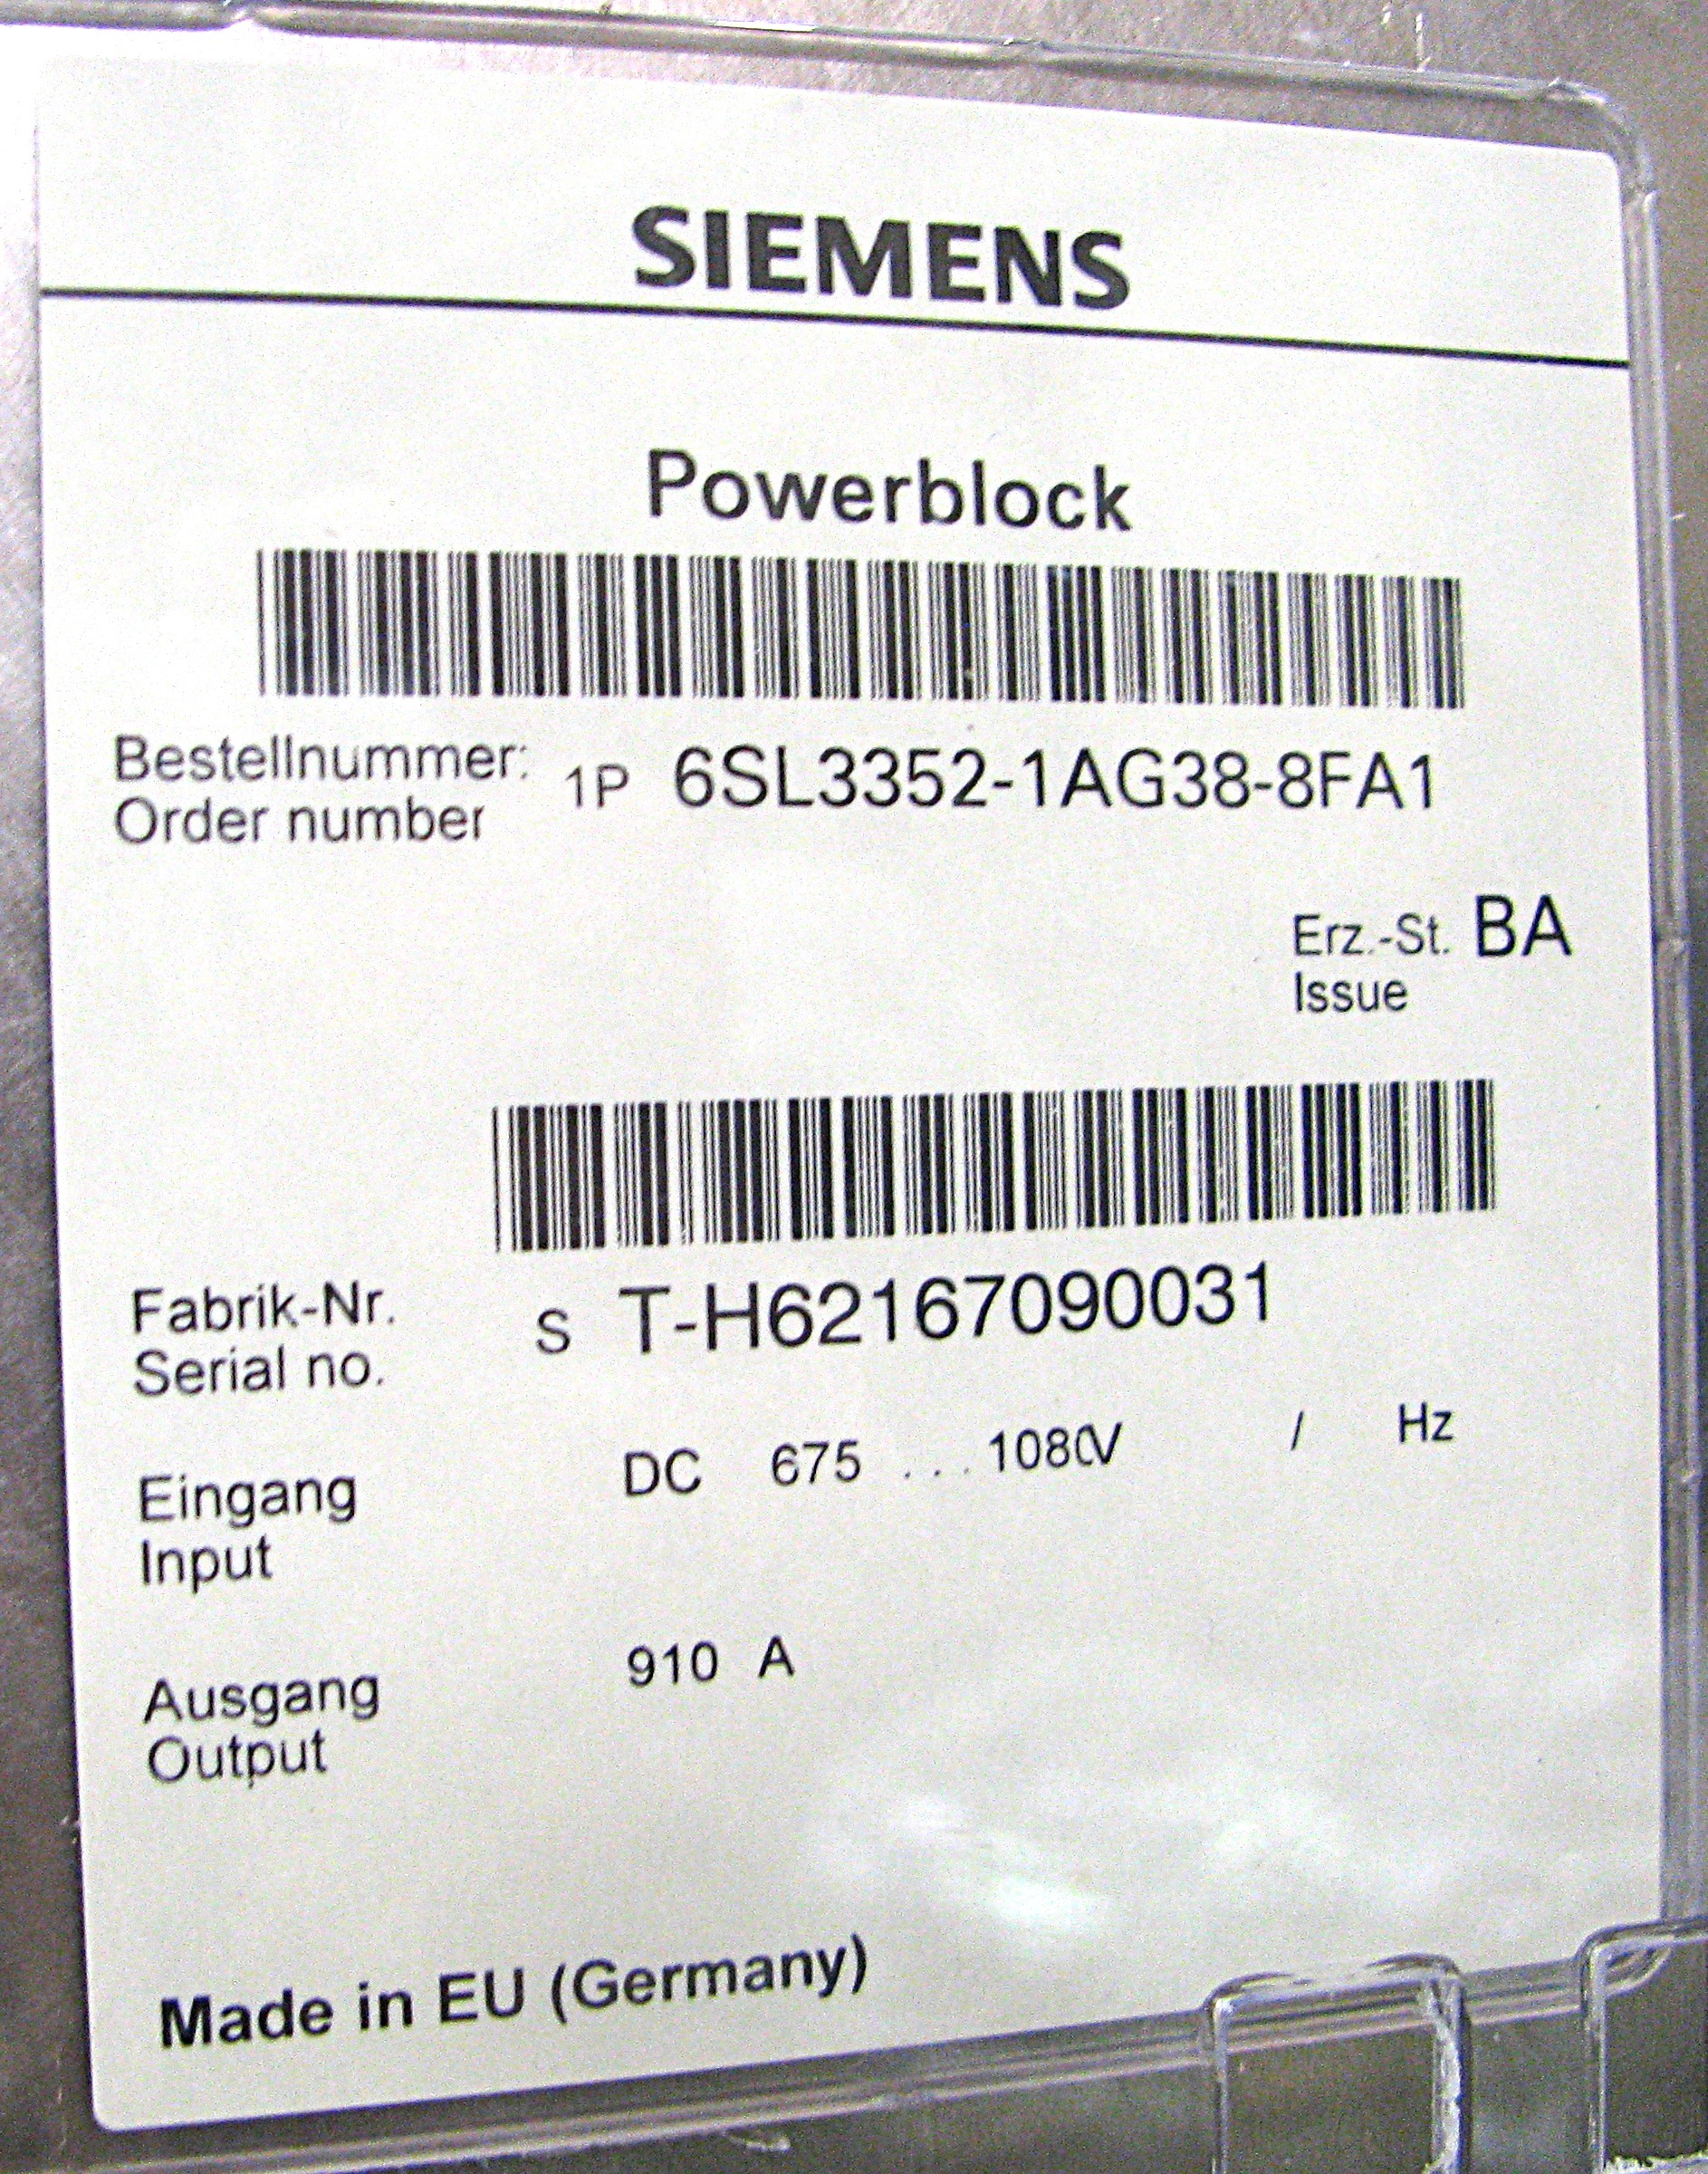 SIEMENS
Powerblock
Bestellnummer: 1P 6SL3352-1AG38-8FA1
Order number
Erz.-St. BA
Issue
Fabrik-Nr. S T-H62167090031
Serial no.
Eingang DC 675 ... 1080V / Hz
Input
Ausgang 910 A
Output
Made in EU (Germany)